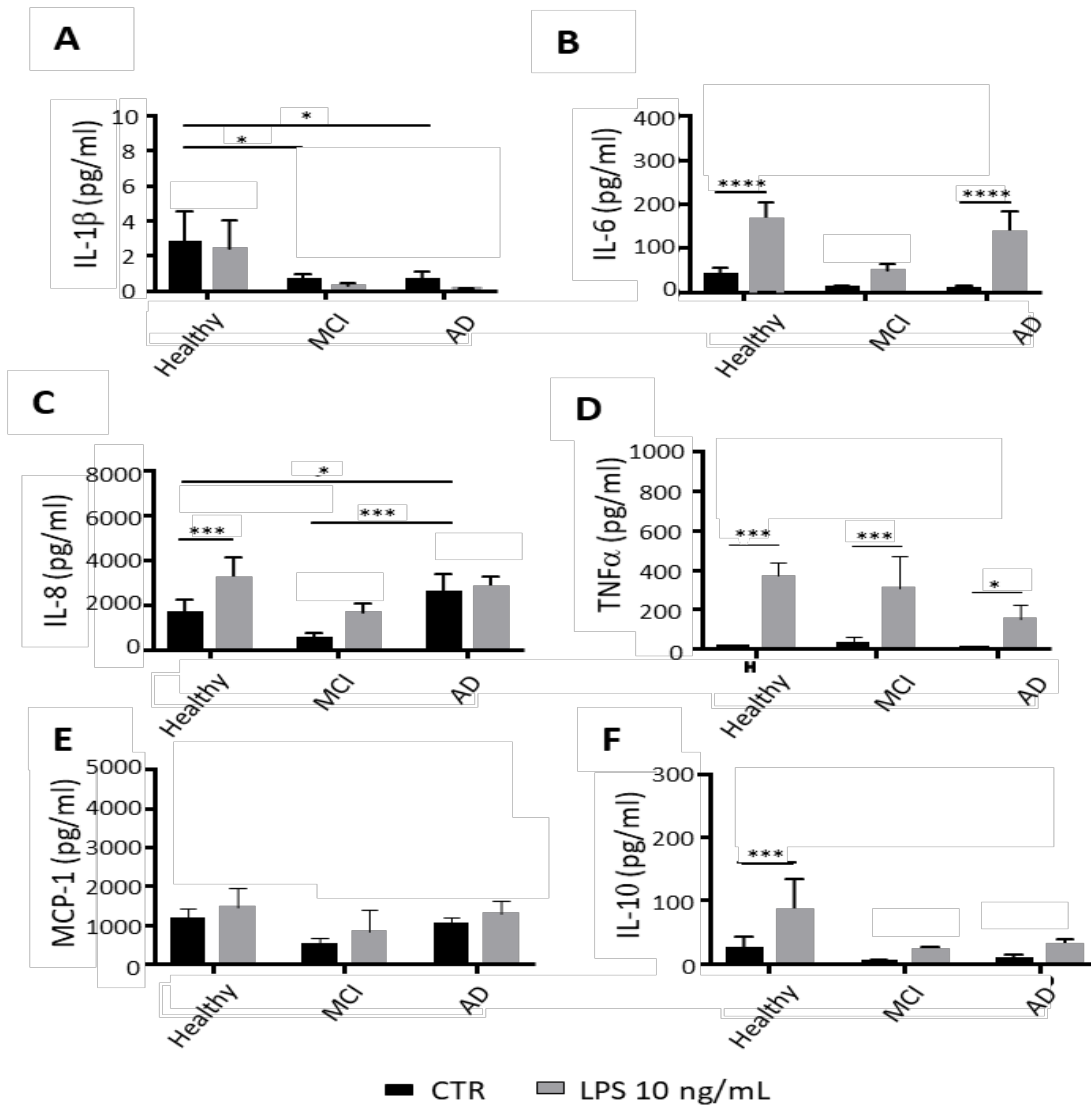 A
IL-1β (pg/ml)
10
8
6
4
2
0
*
*
Healthy
MCI
AD
B
IL-6 (pg/ml)
400
300
200
100
0
****
****
Healthy
MCI
AD
C
IL-8 (pg/ml)
8000
6000
4000
2000
0
*
***
***
Healthy
MCI
AD
D
TNFα (pg/ml)
1000
800
600
400
200
0
***
***
*
H
Healthy
MCI
AD
E
MCP-1 (pg/ml)
5000
4000
3000
2000
1000
0
Healthy
MCI
AD
F
IL-10 (pg/ml)
300
200
100
0
***
Healthy
MCI
AD
CTR LPS 10 ng/mL